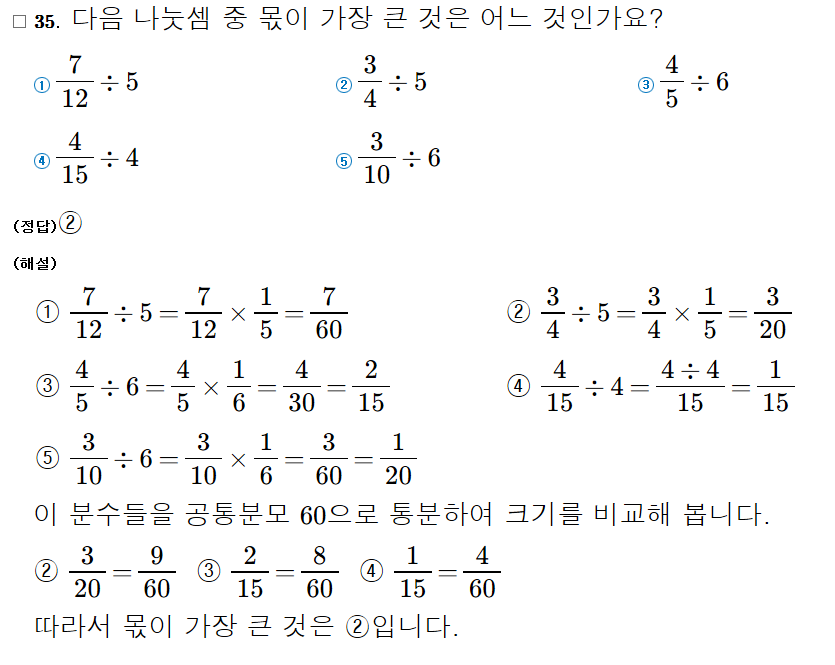 □ 35. 다음 나눗셈 중 몫이 가장 큰 것은 어느 것인가요?
① 7/12 ÷ 5 ② 3/4 ÷ 5 ③ 4/5 ÷ 6
④ 4/15 ÷ 4 ⑤ 3/10 ÷ 6
(정답)②
(해설)
① 7/12 ÷ 5 = 7/12 × 1/5 = 7/60 ② 3/4 ÷ 5 = 3/4 × 1/5 = 3/20
③ 4/5 ÷ 6 = 4/5 × 1/6 = 4/30 = 2/15 ④ 4/15 ÷ 4 = 4÷4/15 = 1/15
⑤ 3/10 ÷ 6 = 3/10 × 1/6 = 3/60 = 1/20
이 분수들을 공통분모 60으로 통분하여 크기를 비교해 봅니다.
② 3/20 = 9/60 ③ 2/15 = 8/60 ④ 1/15 = 4/60
따라서 몫이 가장 큰 것은 ②입니다.